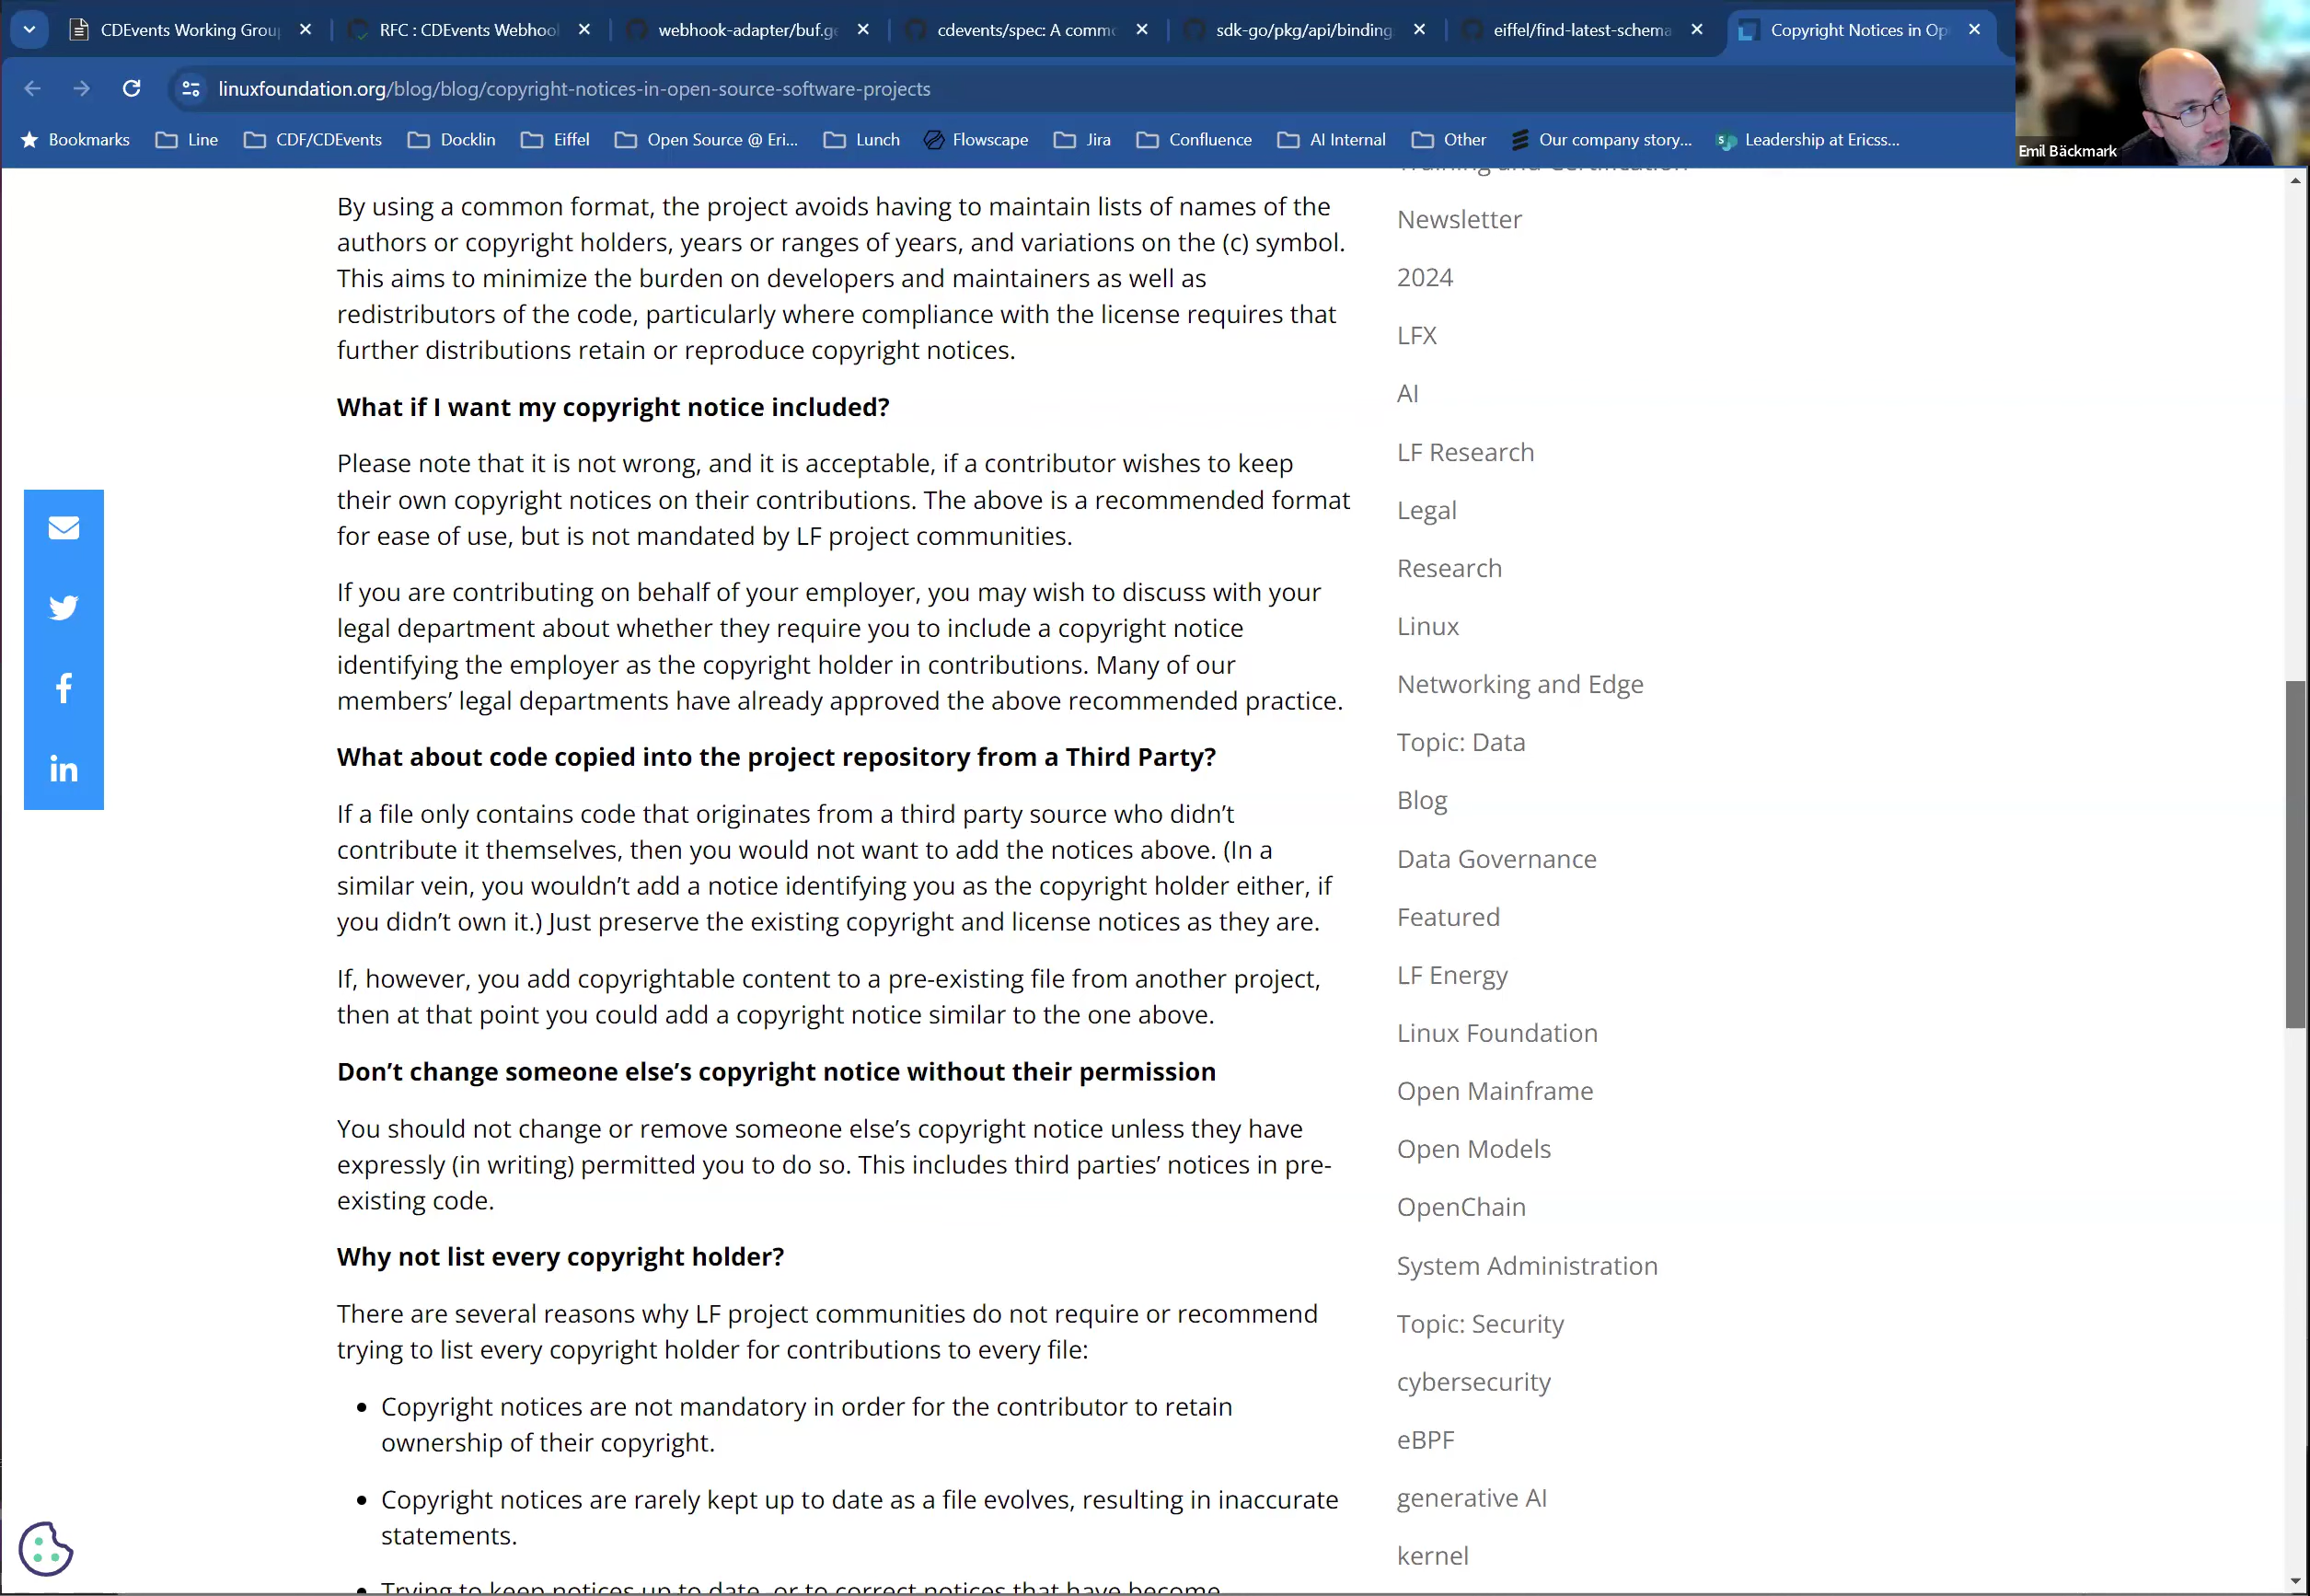 CDEvents Working Grou
RFC : CDEvents Webhoo
webhook-adapter/buf.ge
cdevents/spec: A commo
sdk-go/pkg/api/binding
eiffel/find-latest-schema
Copyright Notices in Op
linuxfoundation.org/blog/blog/copyright-notices-in-open-source-software-projects
Bookmarks
Line
CDF/CDEvents
Docklin
Eiffel
Open Source @ Eri...
Lunch
Flowscape
Jira
Confluence
AI Internal
Other
Our company story...
Leadership at Ericss...
Emil Bäckmark
By using a common format, the project avoids having to maintain lists of names of the
authors or copyright holders, years or ranges of years, and variations on the (c) symbol.
This aims to minimize the burden on developers and maintainers as well as
redistributors of the code, particularly where compliance with the license requires that
further distributions retain or reproduce copyright notices.
What if I want my copyright notice included?
Please note that it is not wrong, and it is acceptable, if a contributor wishes to keep
their own copyright notices on their contributions. The above is a recommended format
for ease of use, but is not mandated by LF project communities.
If you are contributing on behalf of your employer, you may wish to discuss with your
legal department about whether they require you to include a copyright notice
identifying the employer as the copyright holder in contributions. Many of our
members’ legal departments have already approved the above recommended practice.
What about code copied into the project repository from a Third Party?
If a file only contains code that originates from a third party source who didn’t
contribute it themselves, then you would not want to add the notices above. (In a
similar vein, you wouldn’t add a notice identifying you as the copyright holder either, if
you didn’t own it.) Just preserve the existing copyright and license notices as they are.
If, however, you add copyrightable content to a pre-existing file from another project,
then at that point you could add a copyright notice similar to the one above.
Don’t change someone else’s copyright notice without their permission
You should not change or remove someone else’s copyright notice unless they have
expressly (in writing) permitted you to do so. This includes third parties’ notices in pre-
existing code.
Why not list every copyright holder?
There are several reasons why LF project communities do not require or recommend
trying to list every copyright holder for contributions to every file:
• Copyright notices are not mandatory in order for the contributor to retain
ownership of their copyright.
• Copyright notices are rarely kept up to date as a file evolves, resulting in inaccurate
statements.
• Trying to keep notices up to date, or to correct notices that have become
Training and Certification
Newsletter
2024
LFX
AI
LF Research
Legal
Research
Linux
Networking and Edge
Topic: Data
Blog
Data Governance
Featured
LF Energy
Linux Foundation
Open Mainframe
Open Models
OpenChain
System Administration
Topic: Security
cybersecurity
eBPF
generative AI
kernel